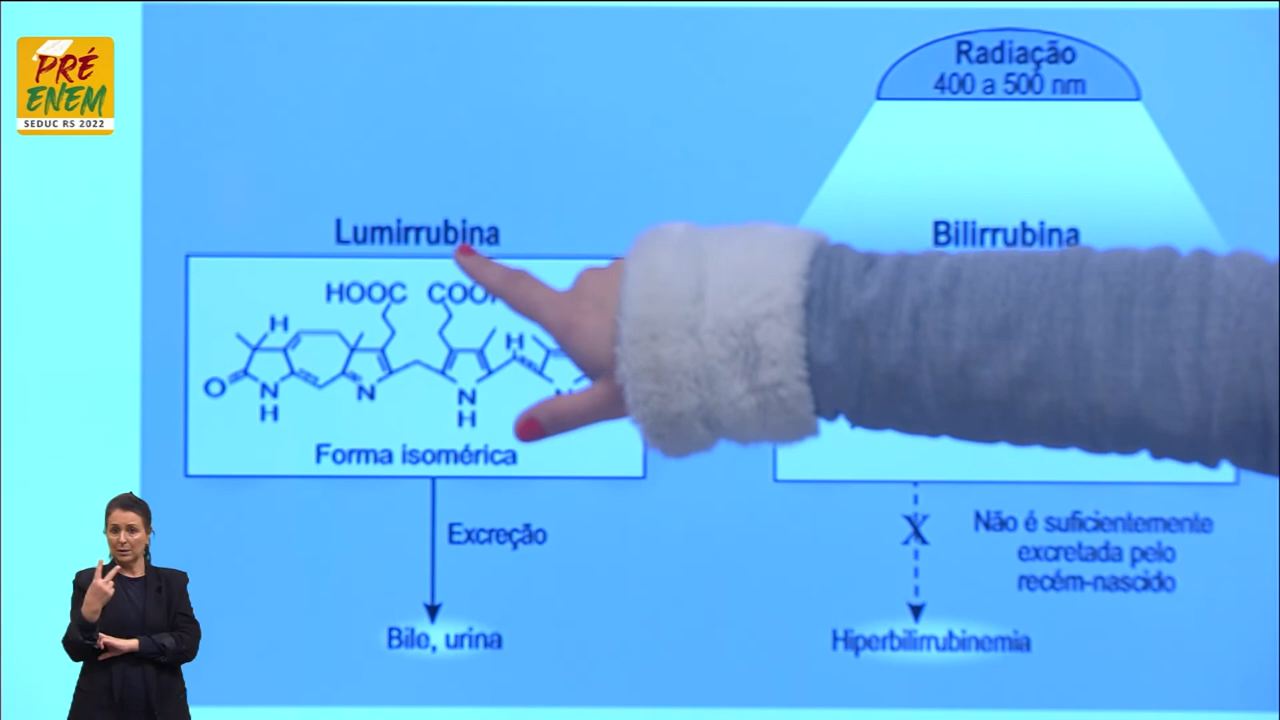 PRÉ
ENEM
SEDUC RS 2022
Radiação
400 a 500 nm
Lumirrubina
Bilirrubina
HOOC COO
H
H
O
N
H
N
N
H
N
Forma isomérica
Excreção
Bile, urina
X
Não é suficientemente
excretada pelo
recém-nascido
Hiperbilirrubinemia